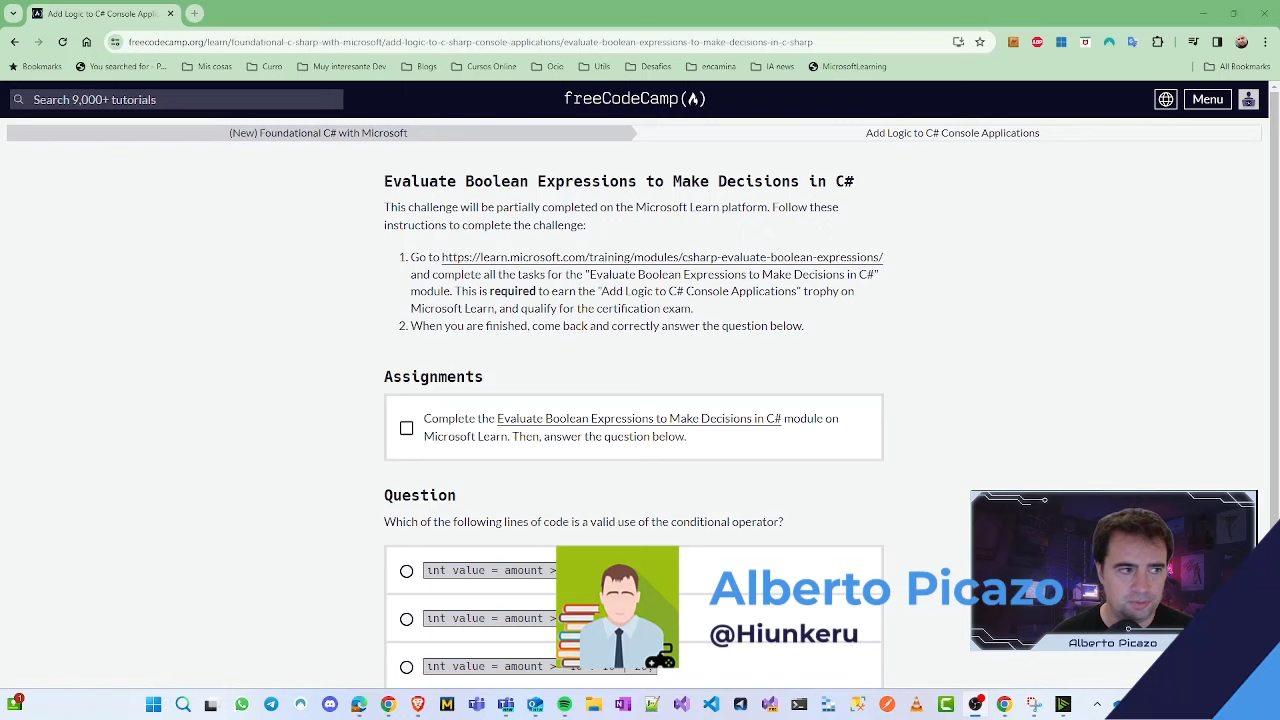 Add Logic to C# Console Applic
freecodecamp.org/learn/foundational-c-sharp-with-microsoft/add-logic-to-c-sharp-console-applications/evaluate-boolean-expressions-to-make-decisions-in-c-sharp
Bookmarks You searched for - P... Mis cosas Curro Muy interesante Dev Blogs Cursos Online Ocio Utils Desafios encamina IA news MicrosoftLearning All Bookmarks
Search 9,000+ tutorials
freeCodeCamp
Menu
(New) Foundational C# with Microsoft
Add Logic to C# Console Applications
Evaluate Boolean Expressions to Make Decisions in C#
This challenge will be partially completed on the Microsoft Learn platform. Follow these
instructions to complete the challenge:
1. Go to https://learn.microsoft.com/training/modules/csharp-evaluate-boolean-expressions/
and complete all the tasks for the "Evaluate Boolean Expressions to Make Decisions in C#"
module. This is required to earn the "Add Logic to C# Console Applications" trophy on
Microsoft Learn, and qualify for the certification exam.
2. When you are finished, come back and correctly answer the question below.
Assignments
Complete the Evaluate Boolean Expressions to Make Decisions in C# module on
Microsoft Learn. Then, answer the question below.
Question
Which of the following lines of code is a valid use of the conditional operator?
int value = amount >
int value = amount >
int value = amount >
Alberto Picazo
@Hiunkeru
Alberto Picazo